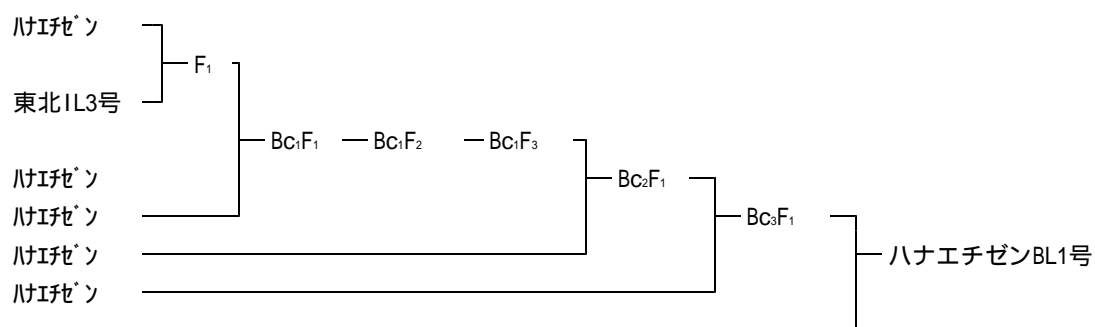 ﾊﾅｴﾁｾﾞﾝ
F₁
東北IL3号
Bc₁F₁
Bc₁F₂
Bc₁F₃
ﾊﾅｴﾁｾﾞﾝ
Bc₂F₁
ﾊﾅｴﾁｾﾞﾝ
Bc₃F₁
ﾊﾅｴﾁｾﾞﾝ
ハナエチゼンBL1号
ﾊﾅｴﾁｾﾞﾝ